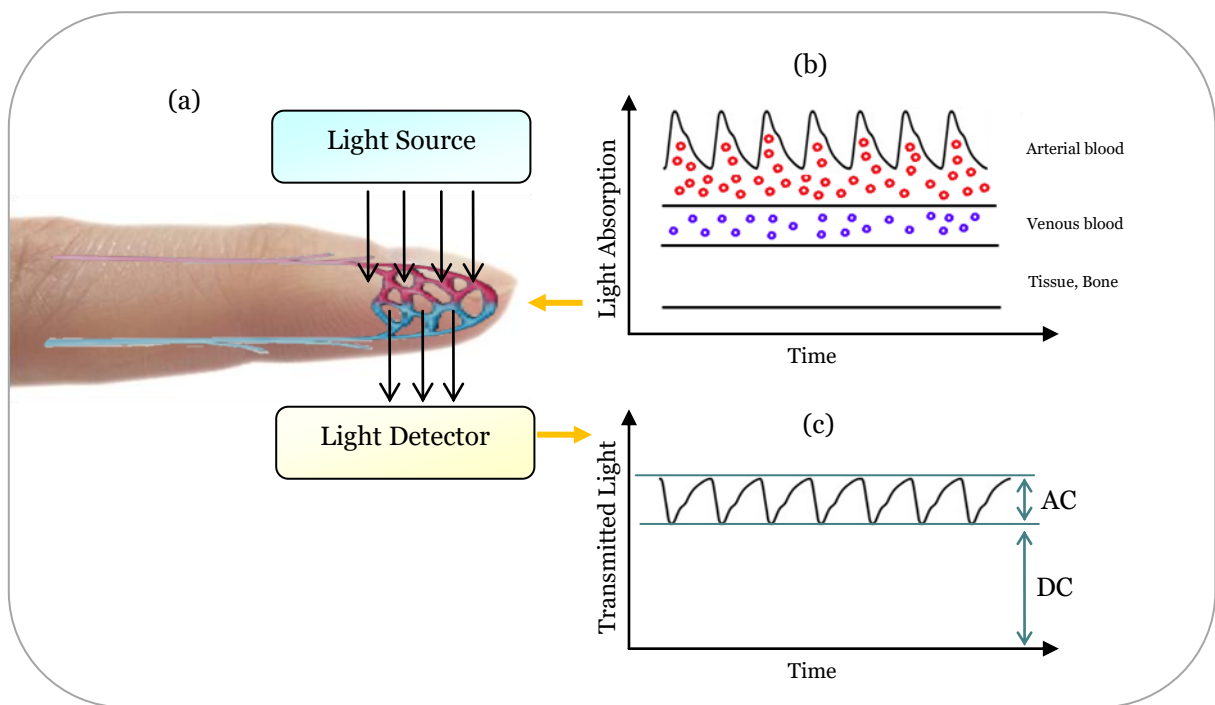 (a)
Light Source
Light Detector
(b)
Light Absorption
Arterial blood
Venous blood
Tissue, Bone
Time
(c)
Transmitted Light
AC
DC
Time